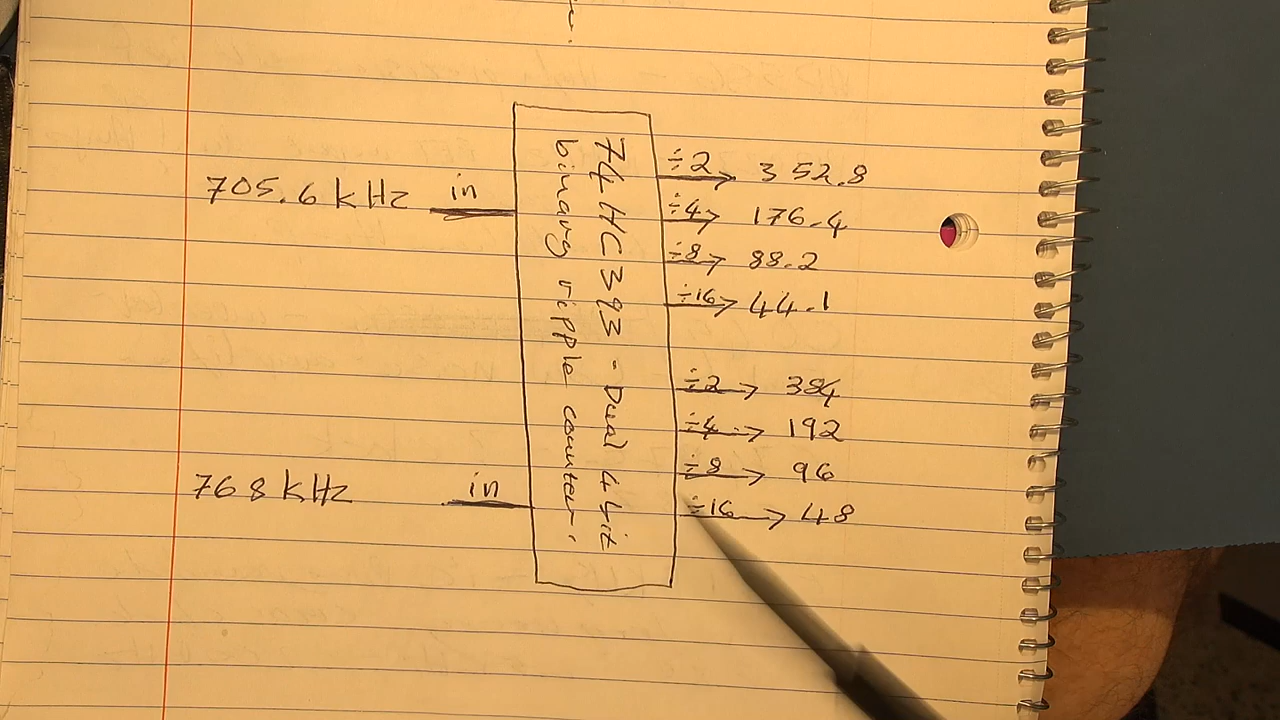 705.6 kHz in
74HC393 - Dual 4 bit
binary ripple counter.
÷2 → 352.8
÷4 → 176.4
÷8 → 88.2
÷16 → 44.1
768 kHz in
÷2 → 384
÷4 → 192
÷8 → 96
÷16 → 48